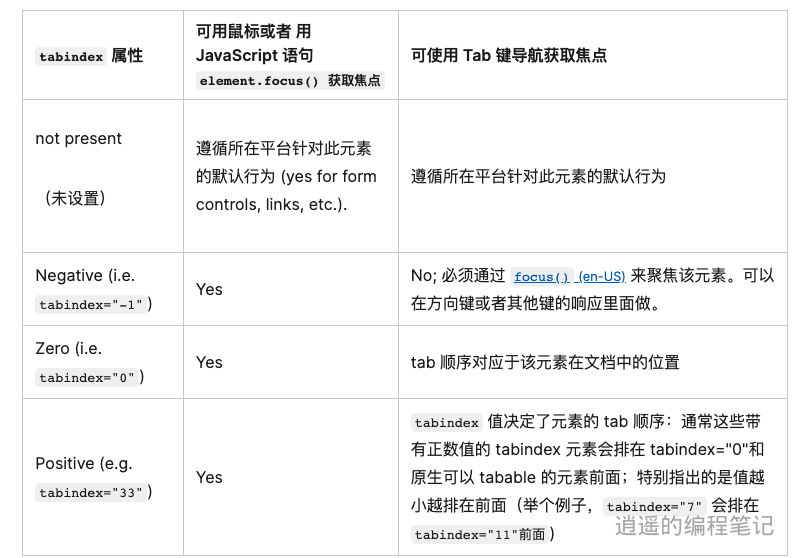 tabindex 属性
可用鼠标或者 用
JavaScript 语句
element.focus() 获取焦点
可使用 Tab 键导航获取焦点
not present
（未设置）
遵循所在平台针对此元素
的默认行为 (yes for form
controls, links, etc.).
遵循所在平台针对此元素的默认行为
Negative (i.e.
tabindex="-1")
Yes
No; 必须通过 focus() (en-US) 来聚焦该元素。可以
在方向键或者其他键的响应里面做。
Zero (i.e.
tabindex="0")
Yes
tab 顺序对应于该元素在文档中的位置
Positive (e.g.
tabindex="33")
Yes
tabindex 值决定了元素的 tab 顺序：通常这些带
有正数值的 tabindex 元素会排在 tabindex="0"和
原生可以 tabable 的元素前面；特别指出的是值越
小越排在前面（举个例子，tabindex="7" 会排在
tabindex="11"前面)
逍遥的编程笔记